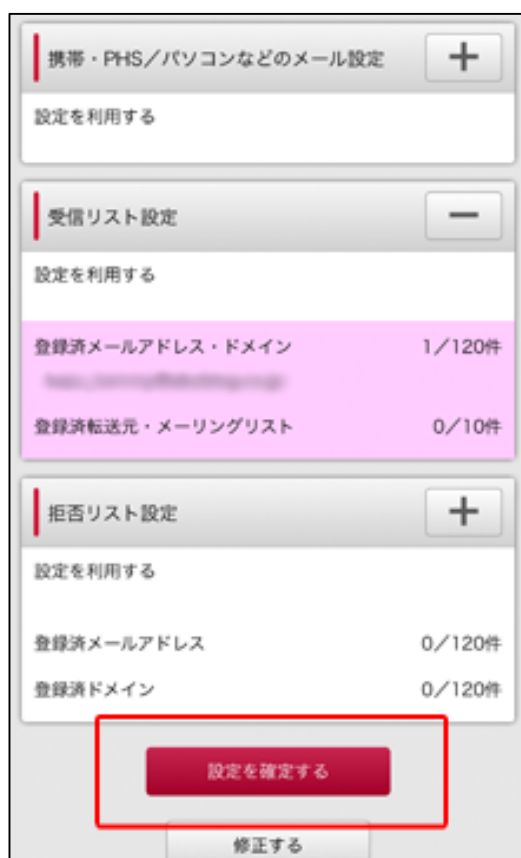 携帯・PHS／パソコンなどのメール設定
＋
設定を利用する
受信リスト設定
－
設定を利用する
登録済メールアドレス・ドメイン 1／120件
登録済転送元・メーリングリスト 0／10件
拒否リスト設定
＋
設定を利用する
登録済メールアドレス 0／120件
登録済ドメイン 0／120件
設定を確定する
修正する